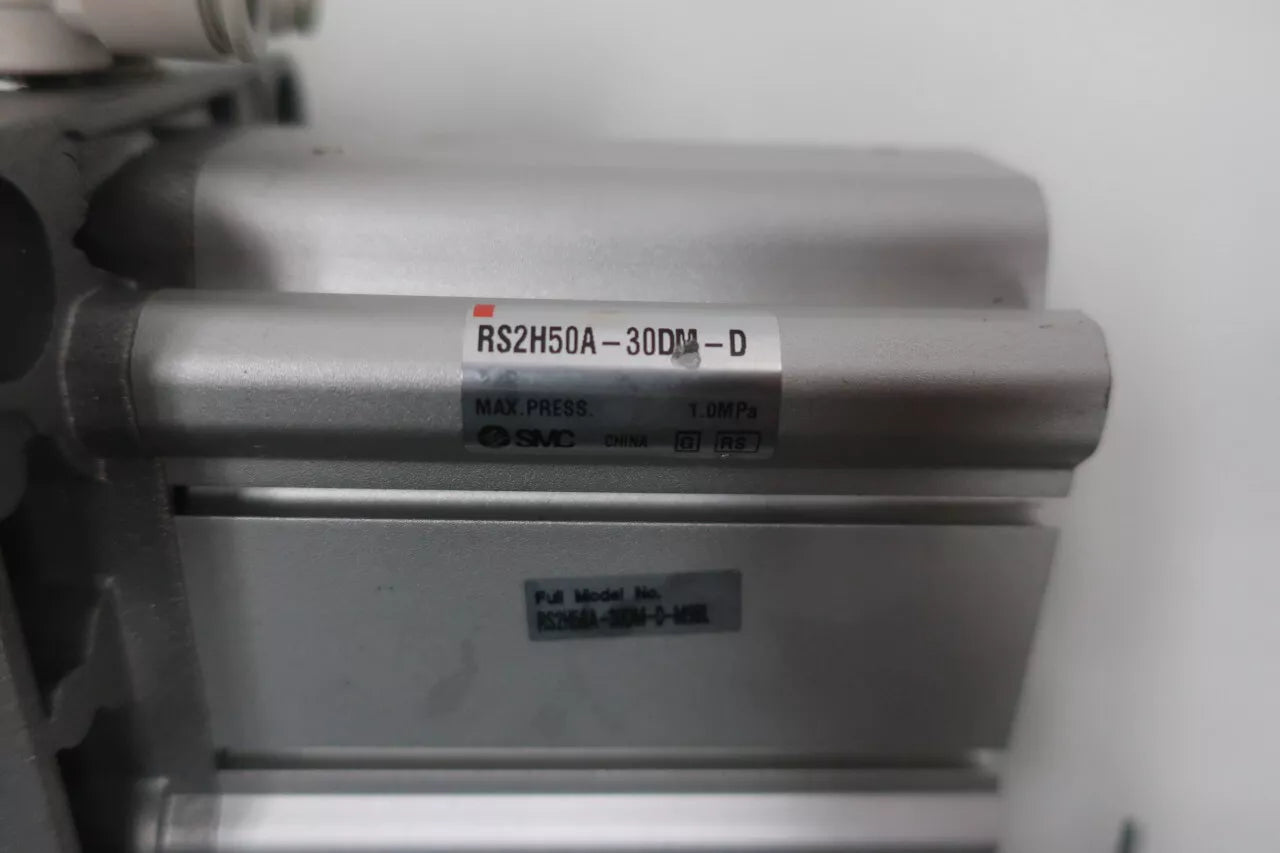 RS2H50A-30DM-D
MAX.PRESS. 1.0MPa
SMC CHINA G RS
Full Model No.